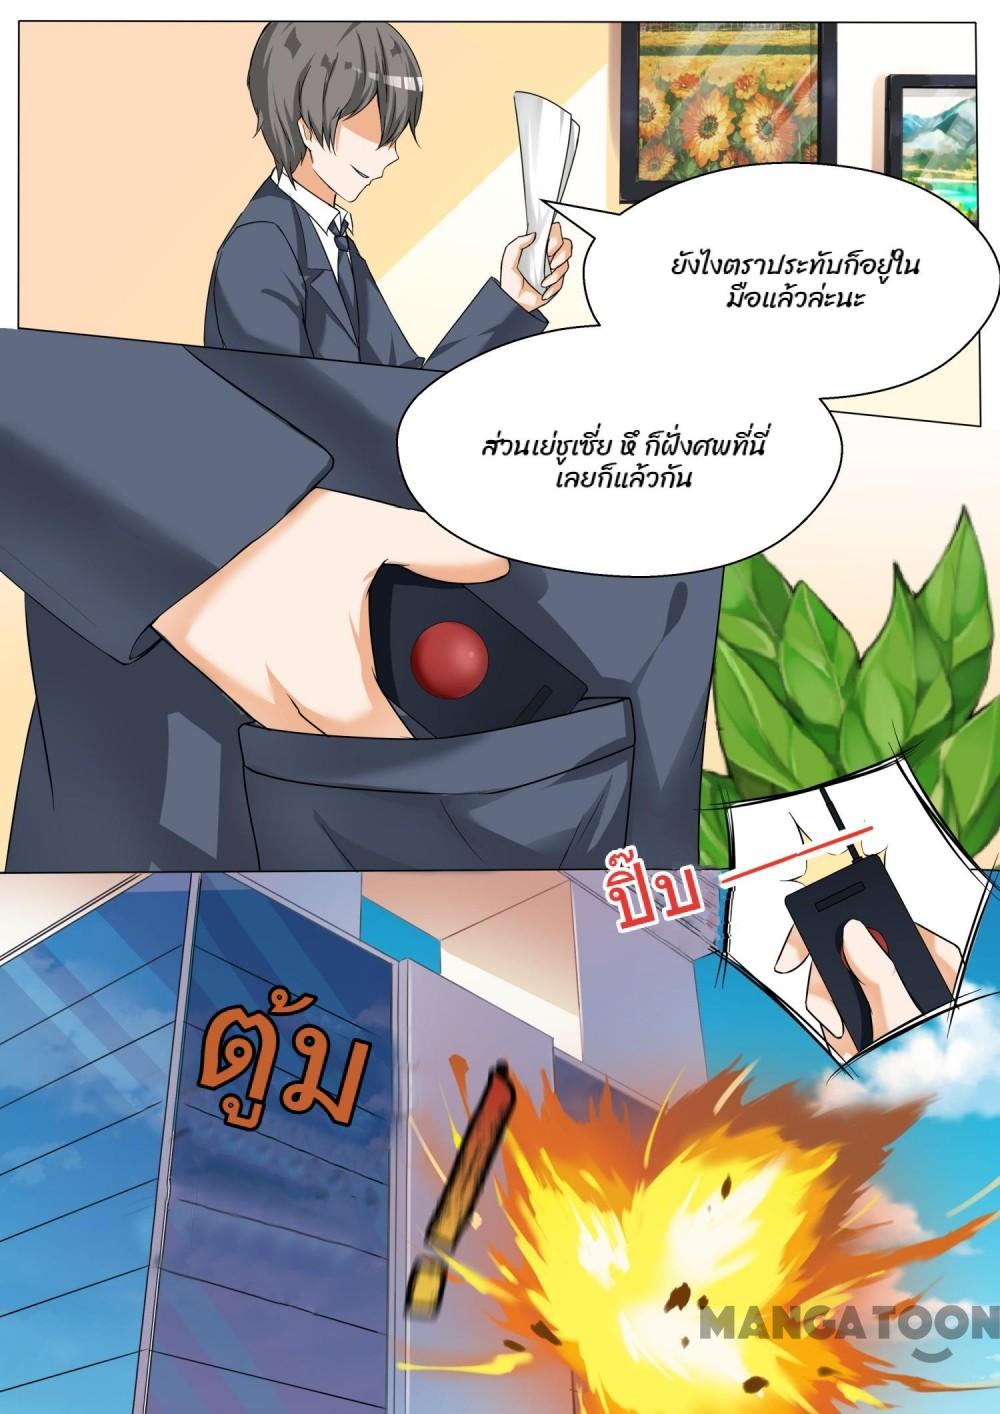 ยังไงตราประทับก็อยู่ใน
มือแล้วล่ะนะ
ส่วนเย่ชูเซี่ย หึ ก็ฝั่งศพที่นี่
เลยก็แล้วกัน
ปิ๊บ
ตู้ม
MANGATOON